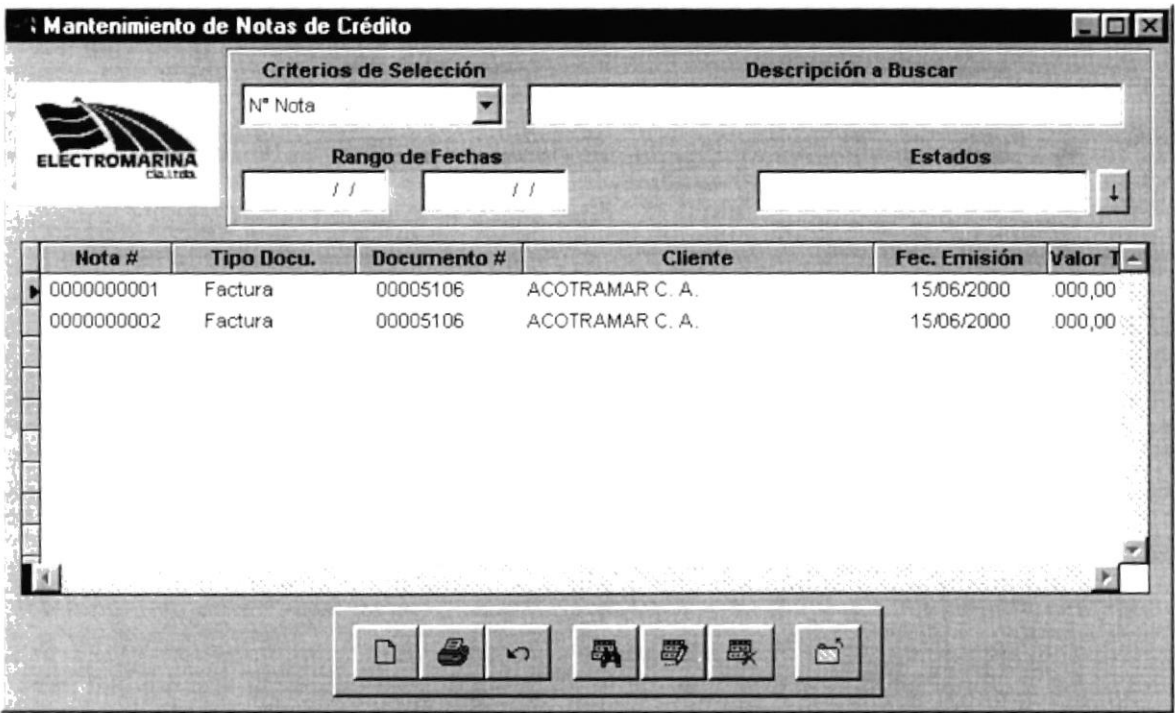 Mantenimiento de Notas de Crédito
Criterios de Selección Descripción a Buscar
N° Nota
ELECTROMARINA
Cía. Ltda.
Rango de Fechas Estados
/ / / /
Nota # Tipo Docu. Documento # Cliente Fec. Emisión Valor T
0000000001 Factura 00005106 ACOTRAMAR C. A. 15/06/2000 .000,00
0000000002 Factura 00005106 ACOTRAMAR C. A. 15/06/2000 .000,00